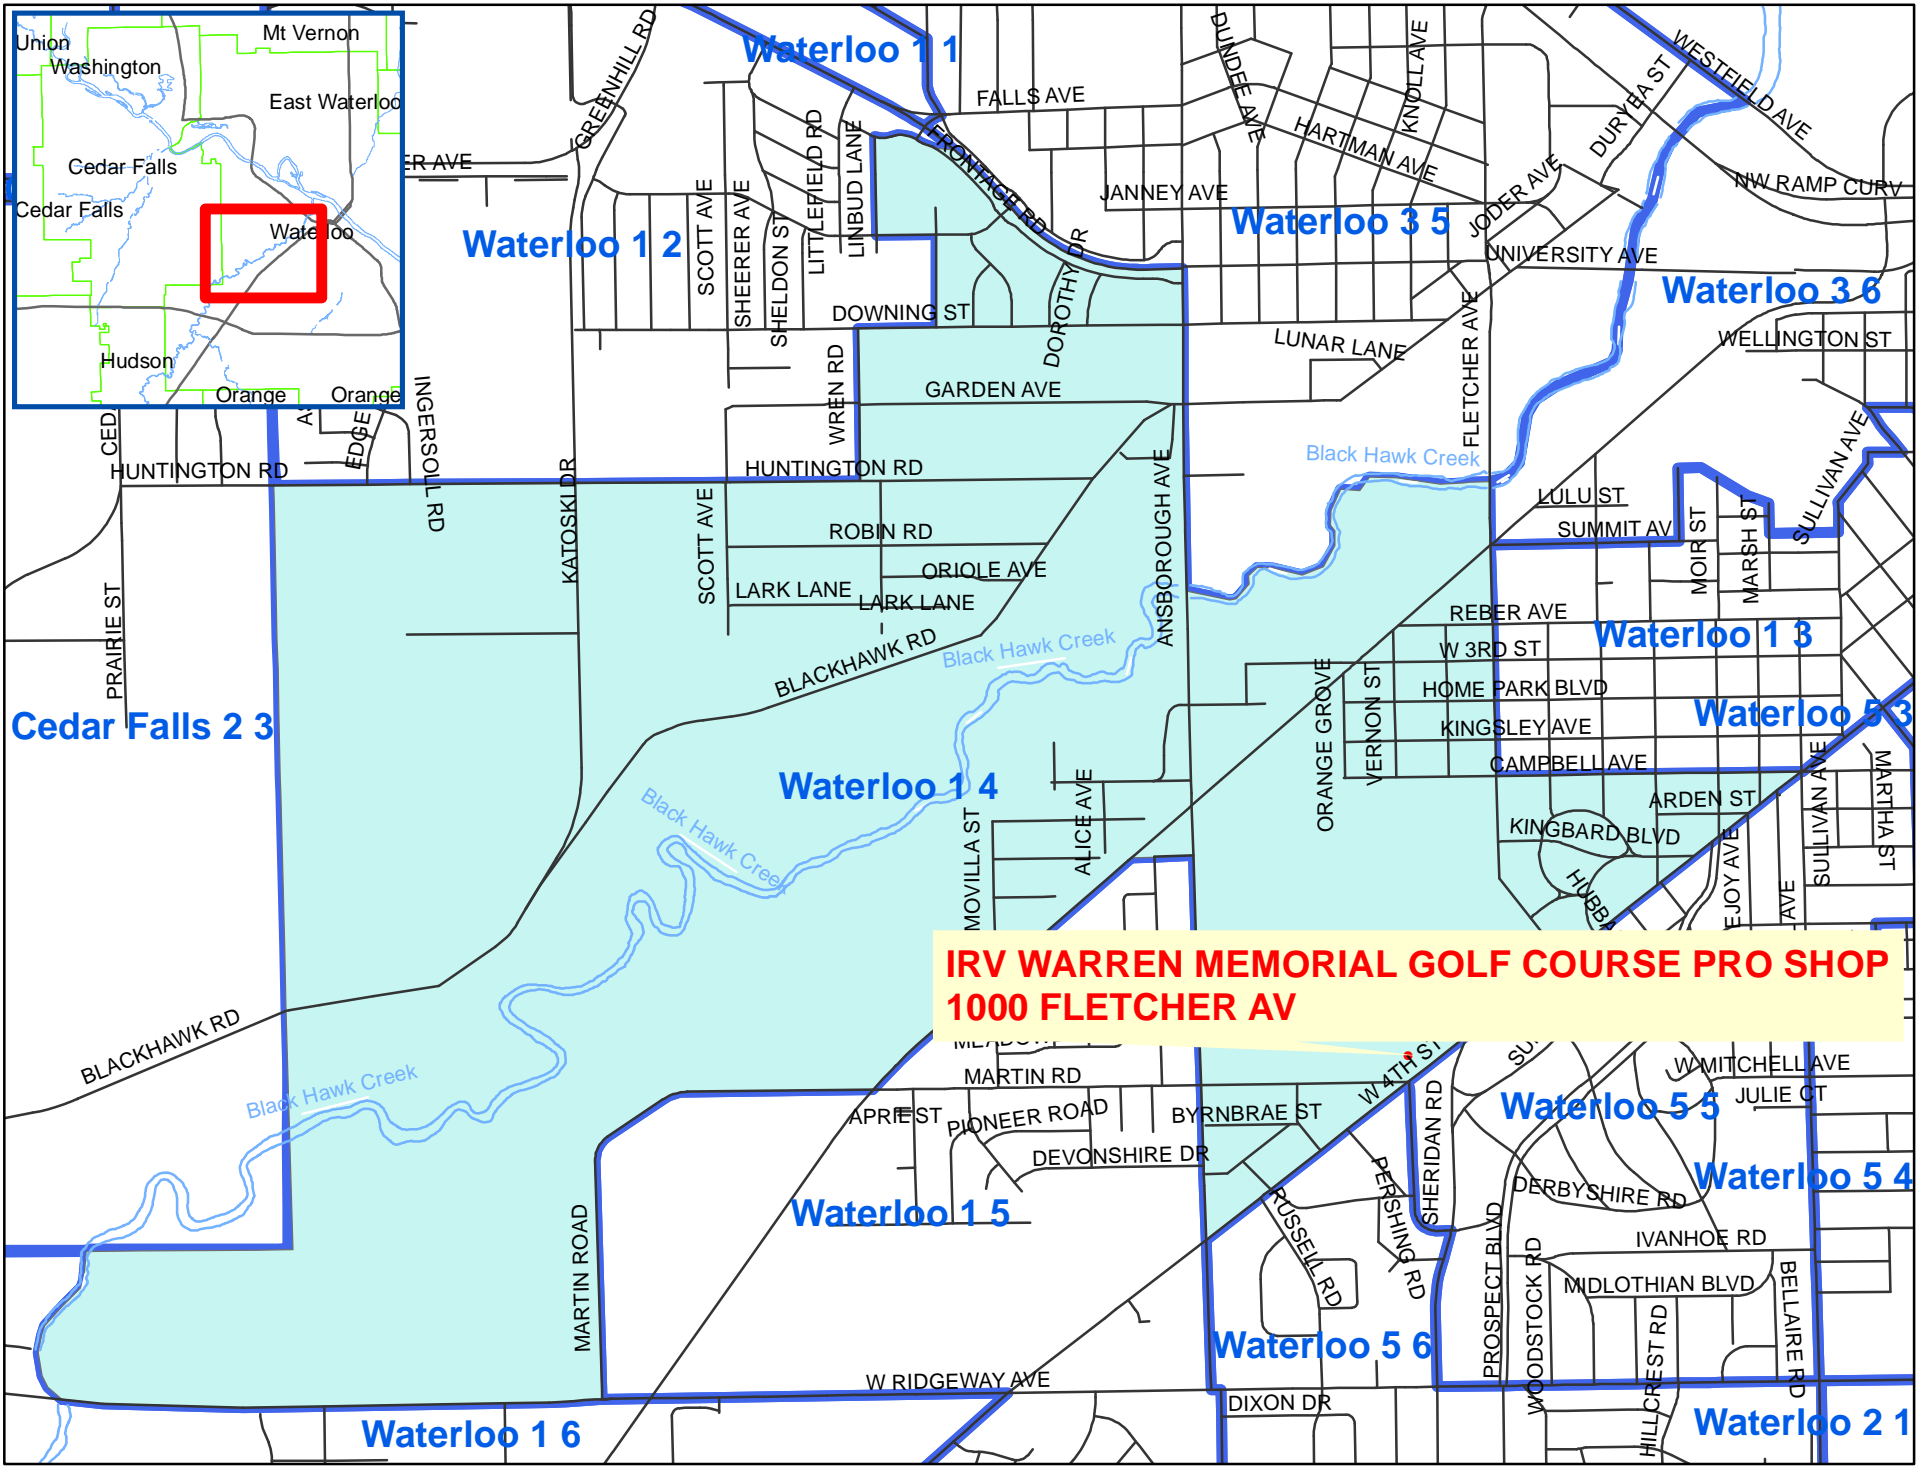 Union
Mt Vernon
Washington
East Waterloo
Cedar Falls
Cedar Falls
Waterloo
Hudson
Orange
Orange
Waterloo 1 1
GREENHILL RD
FALLS AVE
DUNDEE AVE
KNOLL AVE
WESTFIELD AVE
DURYEA ST
HARTMAN AVE
ER AVE
LITTLEFIELD RD
LINBUD LANE
FRONTAGE RD
JANNEY AVE
JODER AVE
NW RAMP CURV
Waterloo 1 2
SCOTT AVE
SHEERER AVE
SHELDON ST
Waterloo 3 5
UNIVERSITY AVE
Waterloo 3 6
DOWNING ST
DOROTHY DR
LUNAR LANE
FLETCHER AVE
WELLINGTON ST
WREN RD
GARDEN AVE
CED
EDGE
INGERSOLL RD
HUNTINGTON RD
KATOSKI DR
HUNTINGTON RD
ANSBOROUGH AVE
Black Hawk Creek
SULLIVAN AVE
LULU ST
SUMMIT AV
MOIR ST
MARSH ST
SCOTT AVE
ROBIN RD
ORIOLE AVE
LARK LANE
LARK LANE
PRAIRIE ST
BLACKHAWK RD
Black Hawk Creek
REBER AVE
Waterloo 1 3
W 3RD ST
HOME PARK BLVD
ORANGE GROVE
VERNON ST
KINGSLEY AVE
Waterloo 5 3
Cedar Falls 2 3
CAMPBELL AVE
SULLIVAN AVE
MARTHA ST
Waterloo 1 4
Black Hawk Creek
MOVILLA ST
ALICE AVE
ARDEN ST
KINGBARD BLVD
HUBBA
EJOY AVE
AVE
IRV WARREN MEMORIAL GOLF COURSE PRO SHOP
1000 FLETCHER AV
BLACKHAWK RD
Black Hawk Creek
MARTIN RD
W 4TH ST
W MITCHELL AVE
JULIE CT
Waterloo 5 5
PIONEER ROAD
BYRNBRAE ST
SHERIDAN RD
DEVONSHIRE DR
PERSHING RD
Waterloo 5 4
DERBYSHIRE RD
Waterloo 1 5
RUSSELL RD
PROSPECT BLVD
WOODSTOCK RD
IVANHOE RD
MARTIN ROAD
MIDLOTHIAN BLVD
BELLAIRE RD
Waterloo 5 6
HILLCREST RD
W RIDGEWAY AVE
DIXON DR
Waterloo 1 6
Waterloo 2 1